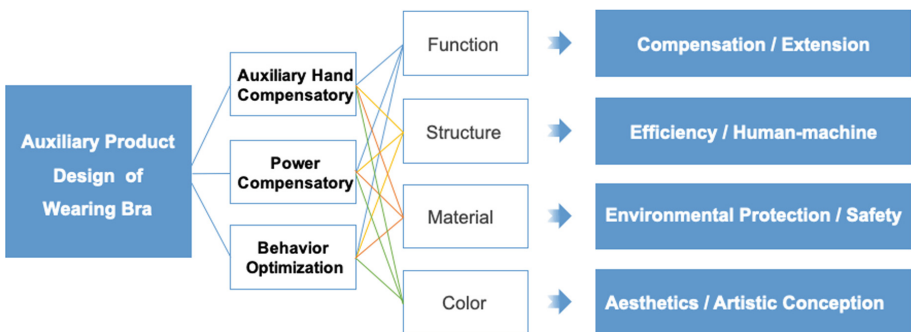 Auxiliary Product
Design of
Wearing Bra
Auxiliary Hand
Compensatory
Power
Compensatory
Behavior
Optimization
Function
Structure
Material
Color
Compensation / Extension
Efficiency / Human-machine
Environmental Protection / Safety
Aesthetics / Artistic Conception